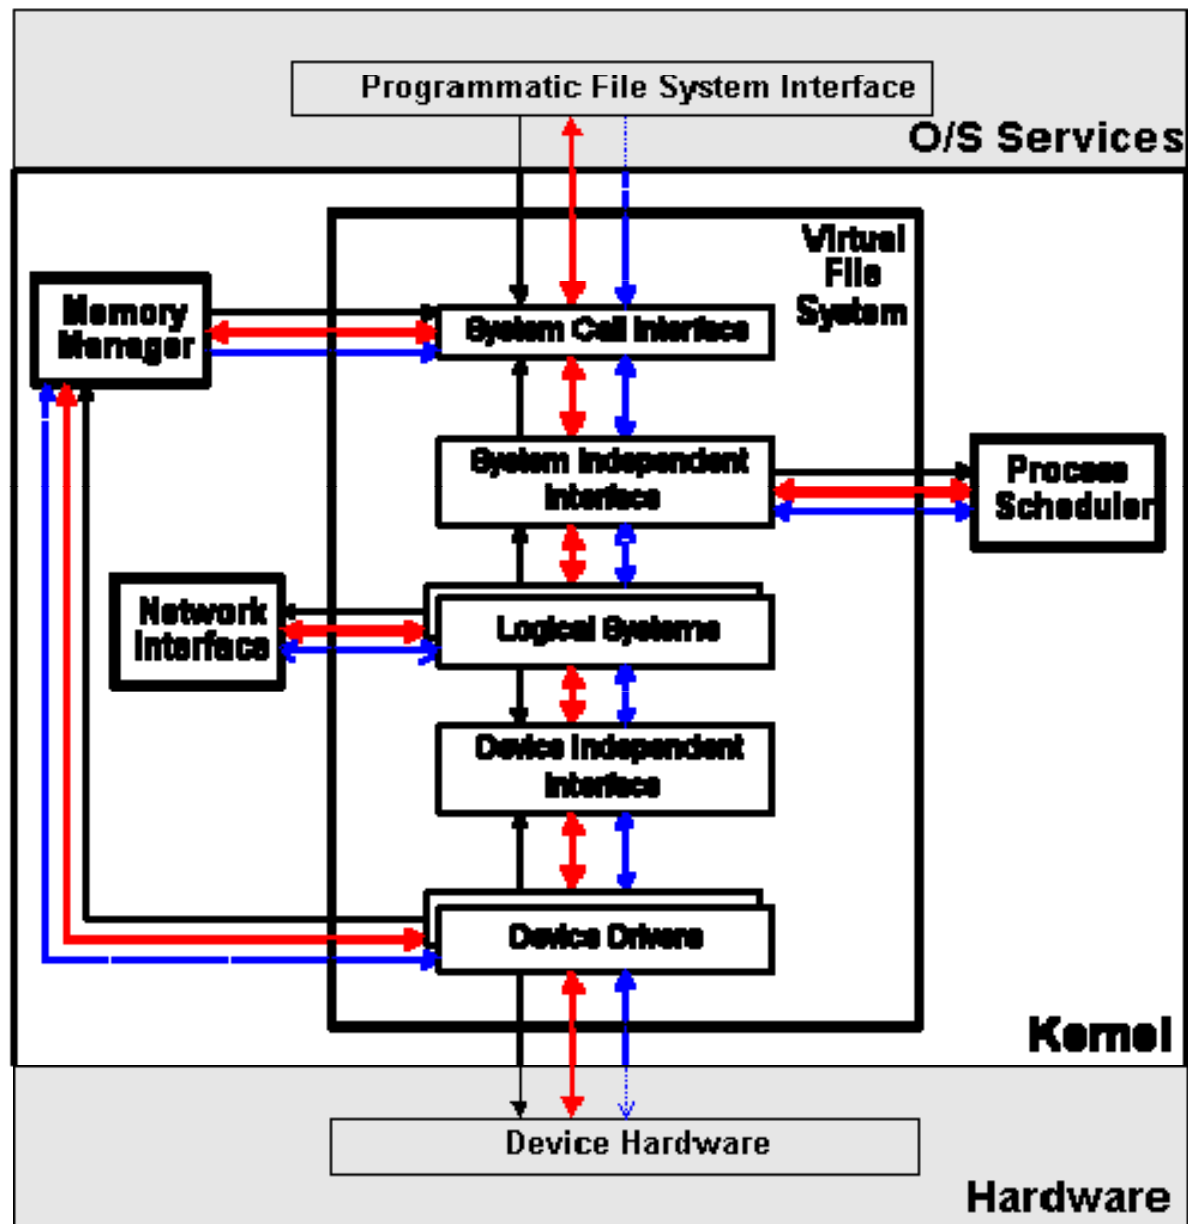 Programmatic File System Interface
O/S Services
Virtual
File
System
Memory
Manager
System Call Interface
System Independent
Interface
Process
Scheduler
Network
Interface
Logical Systems
Device Independent
Interface
Device Drivers
Kernel
Device Hardware
Hardware